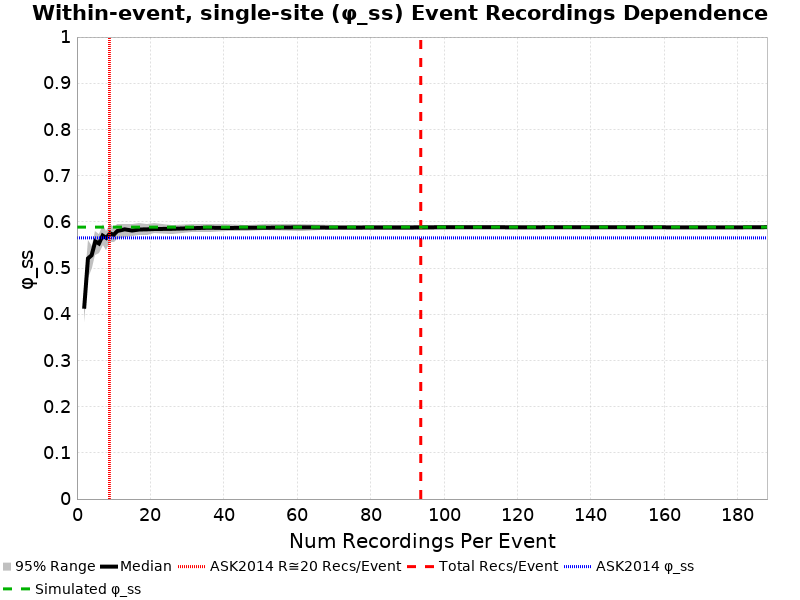 Within-event, single-site (φ_ss) Event Recordings Dependence
1
0.9
0.8
0.7
0.6
0.5
0.4
0.3
0.2
0.1
0
φ_ss
0 20 40 60 80 100 120 140 160 180
Num Recordings Per Event
95% Range Median ASK2014 R≅20 Recs/Event Total Recs/Event ASK2014 φ_ss
Simulated φ_ss